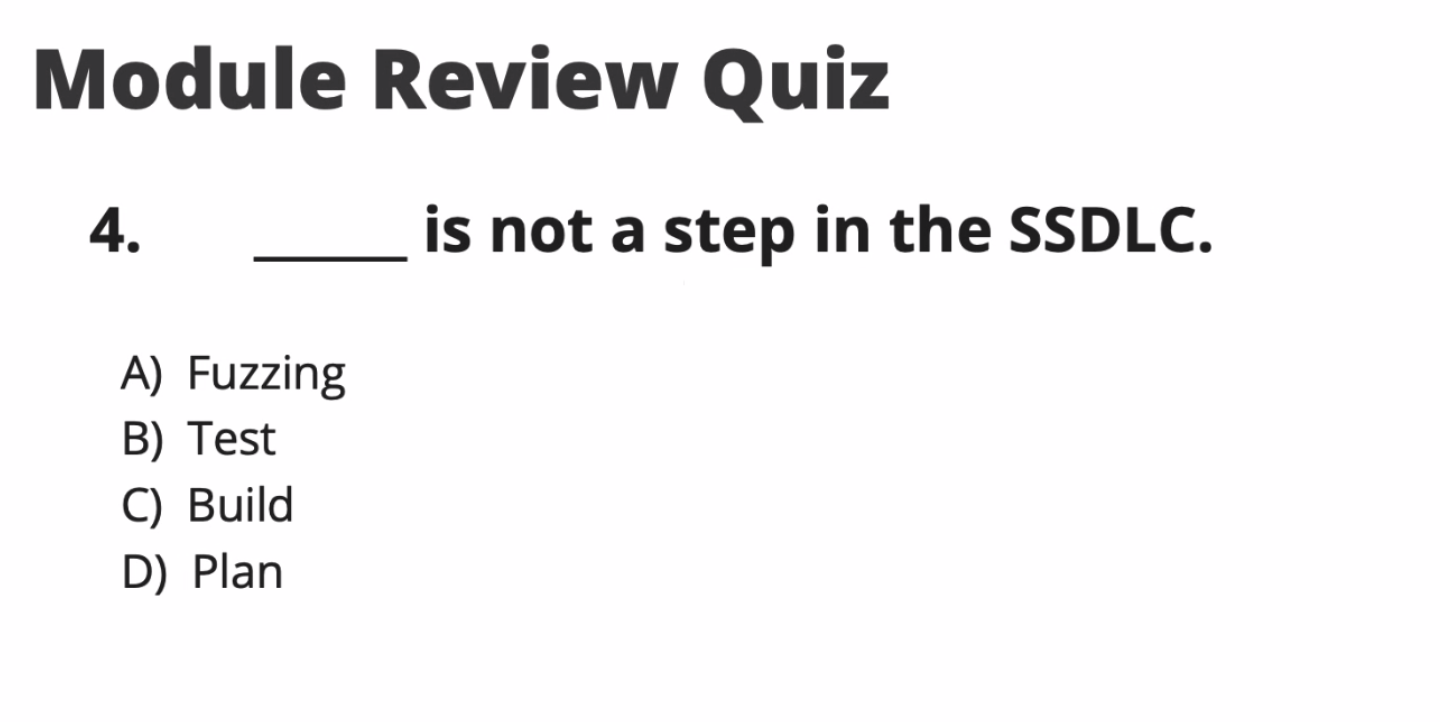 Module Review Quiz
4. ______ is not a step in the SSDLC.
A) Fuzzing
B) Test
C) Build
D) Plan